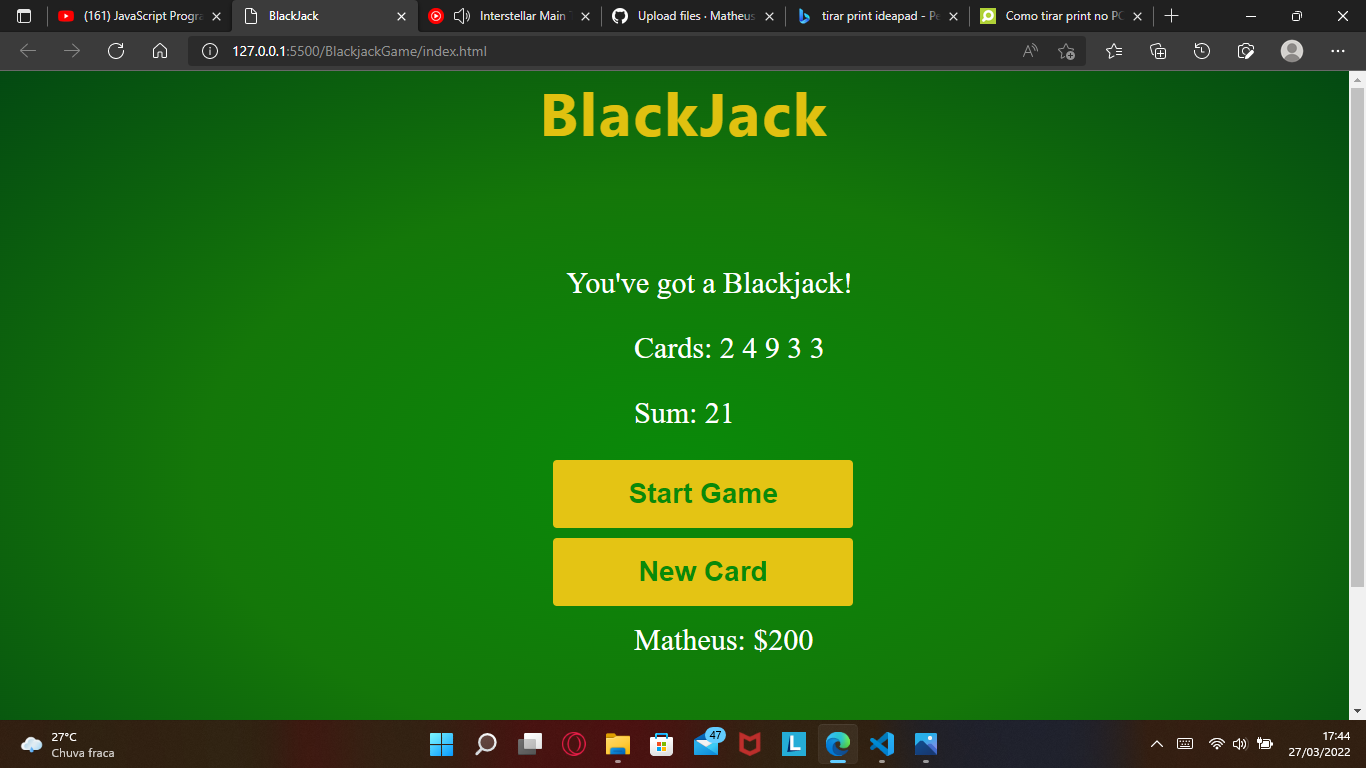 (161) JavaScript Progra
BlackJack
Interstellar Main
Upload files · Matheus
tirar print ideapad - Pe
Como tirar print no PC
127.0.0.1:5500/BlackjackGame/index.html
BlackJack
You've got a Blackjack!
Cards: 2 4 9 3 3
Sum: 21
Start Game
New Card
Matheus: $200
27°C
Chuva fraca
47
L
17:44
27/03/2022